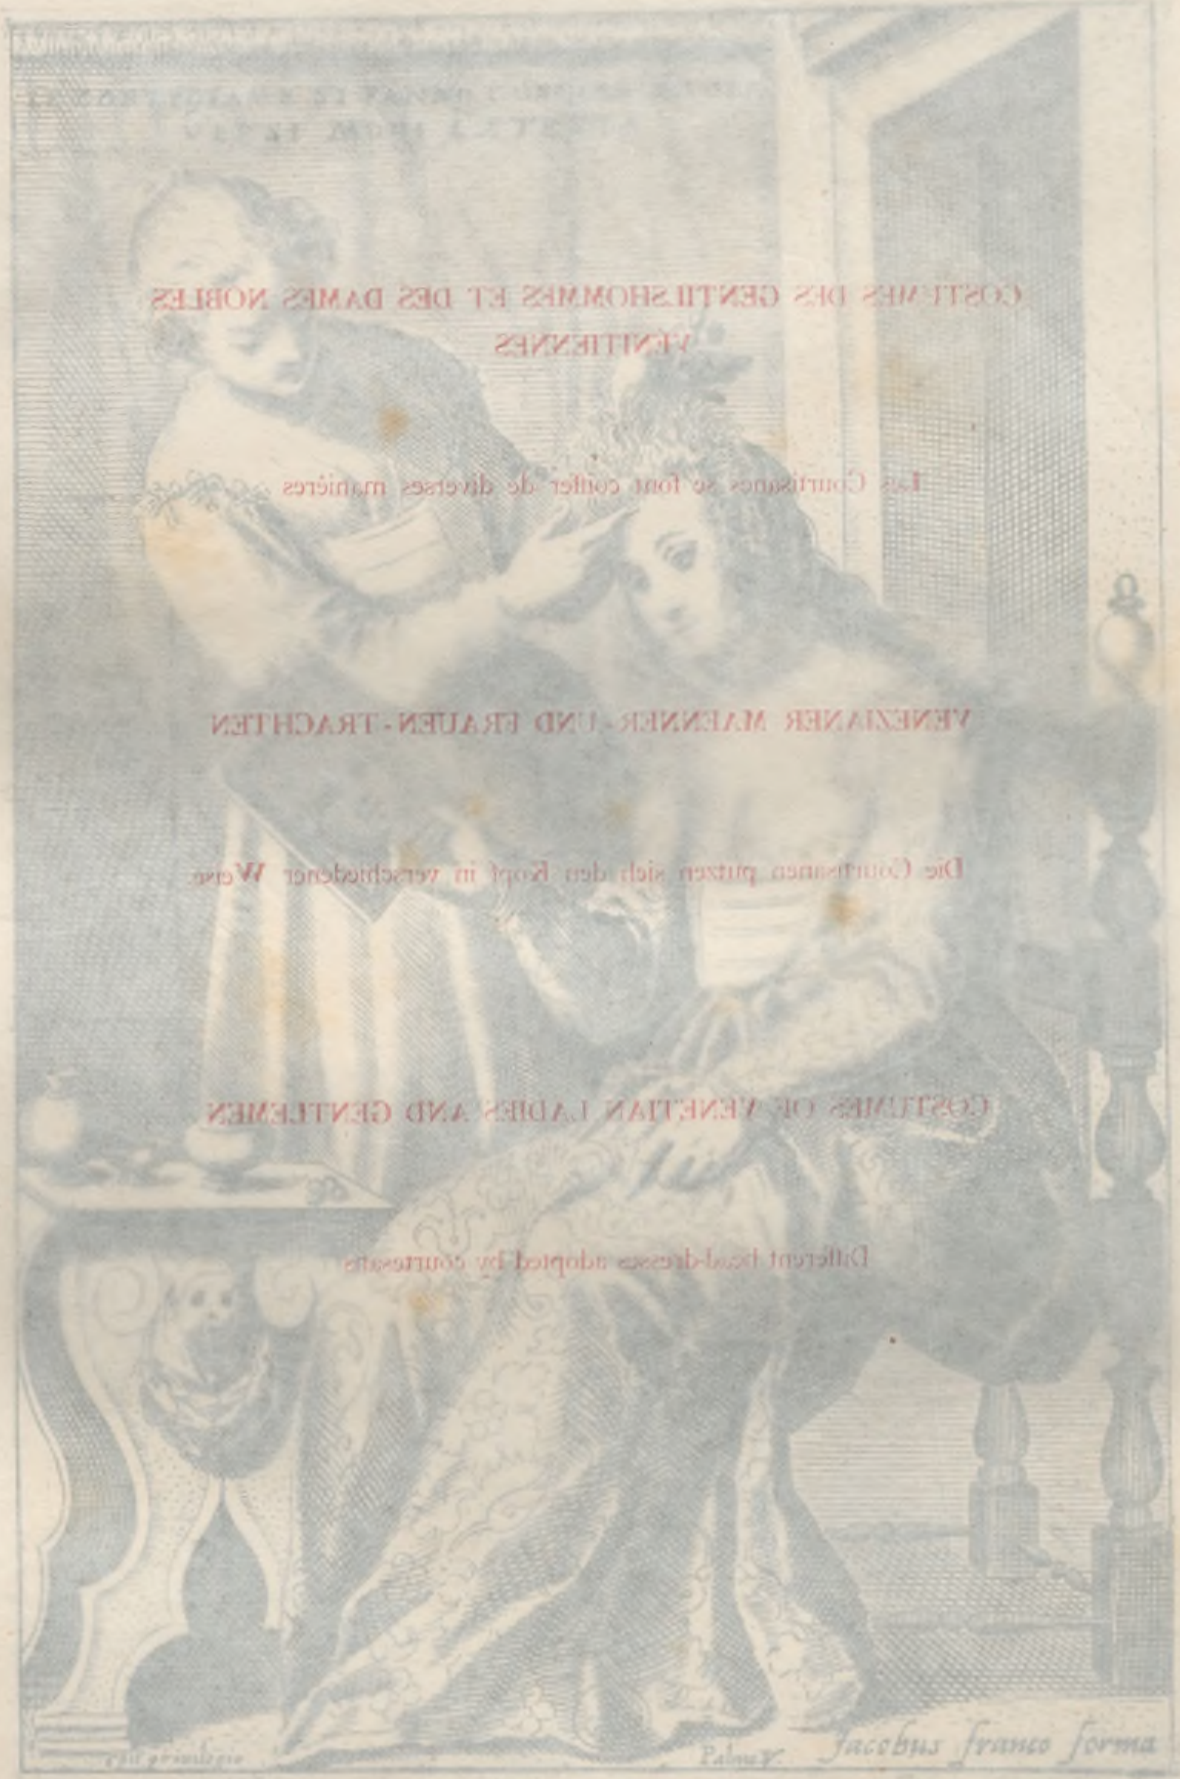 COSTUMES DES GENTILSHOMMES ET DES DAMES NOBLES
VÉNITIENNES
Les Courtisanes se font coiffer de diverses manières
VENEZIANER MAENNER-UND-FRAUEN-TRACHTEN
Die Courtisanen putzen sich den Kopf in verschiedener Weise.
COSTUMES OF VENETIAN LADIES AND GENTLEMEN
Different head-dresses adopted by courtesans
con privilegio
Palma
Jacobus franco forma